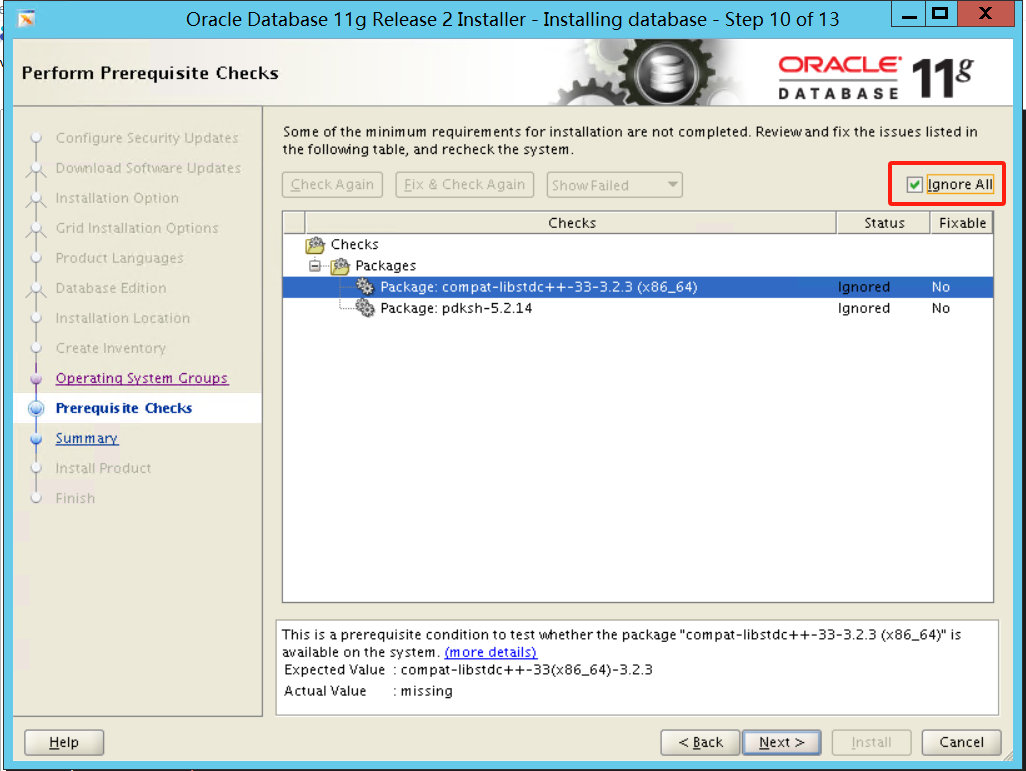 Oracle Database 11g Release 2 Installer - Installing database - Step 10 of 13
Perform Prerequisite Checks
ORACLE
DATABASE
11g
Configure Security Updates
Download Software Updates
Installation Option
Grid Installation Options
Product Languages
Database Edition
Installation Location
Create Inventory
Operating System Groups
Prerequisite Checks
Summary
Install Product
Finish
Some of the minimum requirements for installation are not completed. Review and fix the issues listed in
the following table, and recheck the system.
Check Again
Fix & Check Again
Show Failed
Ignore All
Checks Status Fixable
Checks
Packages
Package: compat-libstdc++-33-3.2.3 (x86_64) Ignored No
Package: pdksh-5.2.14 Ignored No
This is a prerequisite condition to test whether the package "compat-libstdc++-33-3.2.3 (x86_64)" is
available on the system. (more details)
Expected Value : compat-libstdc++-33(x86_64)-3.2.3
Actual Value : missing
Help
< Back
Next >
Install
Cancel